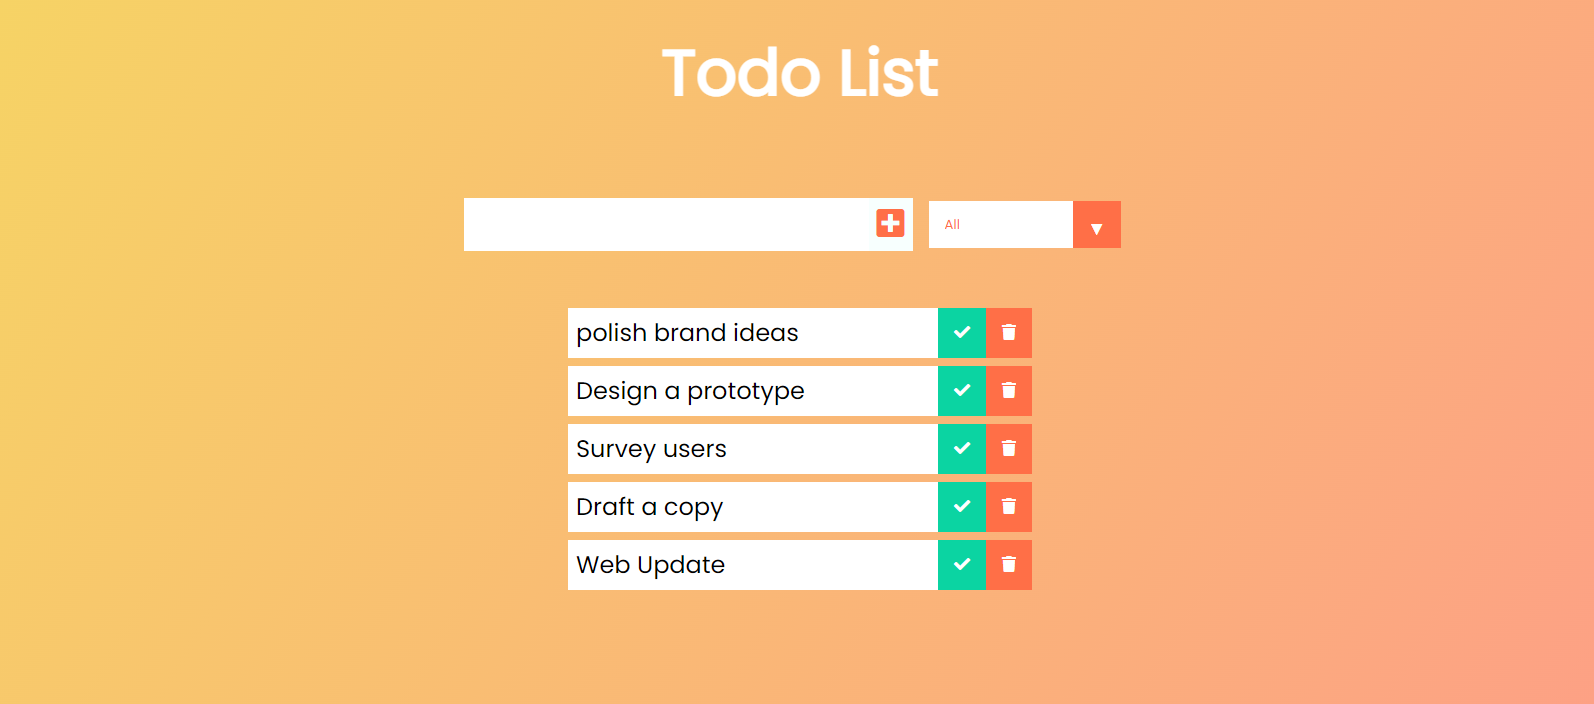 Todo List
All
polish brand ideas
Design a prototype
Survey users
Draft a copy
Web Update